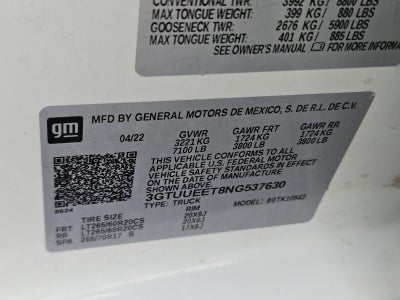 CONVENTIONAL TWR: 3992 KG / 8800 LBS
MAX TONGUE WEIGHT: 399 KG / 880 LBS
GOOSENECK TWR: 2676 KG / 5900 LBS
MAX TONGUE WEIGHT: 401 KG / 885 LBS
SEE OWNER'S MANUAL FOR MORE INFORMA
gm
MFD BY GENERAL MOTORS DE MEXICO, S. DE R.L. DE C.V.
04/22 GVWR GAWR FRT GAWR RR
3221 KG 1724 KG 1724 KG
7100 LB 3800 LB 3800 LB
THIS VEHICLE CONFORMS TO ALL
APPLICABLE U.S. FEDERAL MOTOR
VEHICLE SAFETY STANDARDS IN
EFFECT ON THE DATE OF
MANUFACTURE SHOWN ABOVE.
3GTUUEET8NG537630
TYPE: TRUCK MODEL: 88TK10543
8624
TIRE SIZE RIM
FRT LT265/60R20CS 20X9J
RR LT265/60R20CS 20X9J
SPA 265/70R17 S 17X8J